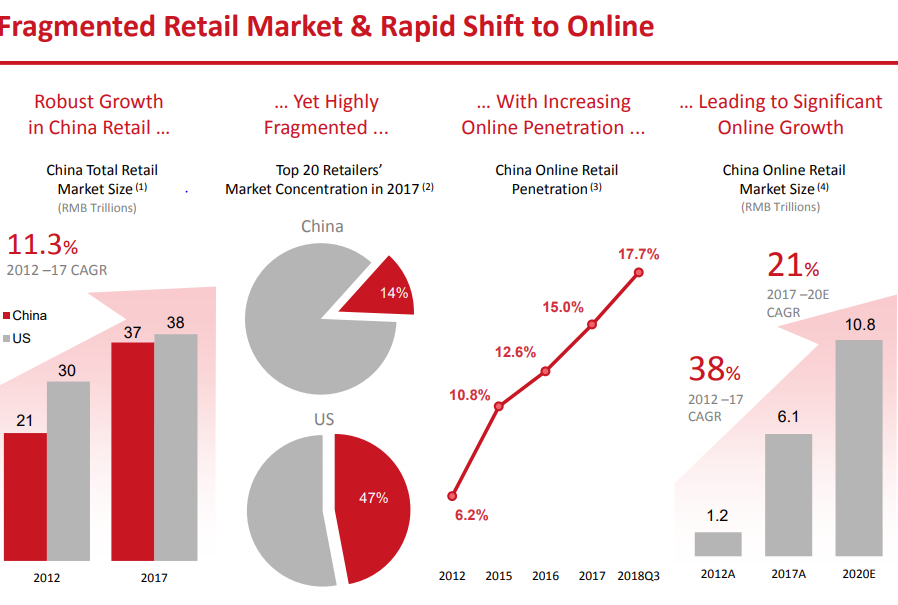 Fragmented Retail Market & Rapid Shift to Online
Robust Growth
in China Retail ...
China Total Retail
Market Size (1)
(RMB Trillions)
11.3%
2012 –17 CAGR
China
US
21
30
37
38
2012
2017
... Yet Highly
Fragmented ...
Top 20 Retailers’
Market Concentration in 2017 (2)
China
14%
US
47%
... With Increasing
Online Penetration ...
China Online Retail
Penetration (3)
6.2%
10.8%
12.6%
15.0%
17.7%
2012 2015 2016 2017 2018Q3
... Leading to Significant
Online Growth
China Online Retail
Market Size (4)
(RMB Trillions)
21%
2017 –20E
CAGR
38%
2012 –17
CAGR
1.2
6.1
10.8
2012A 2017A 2020E